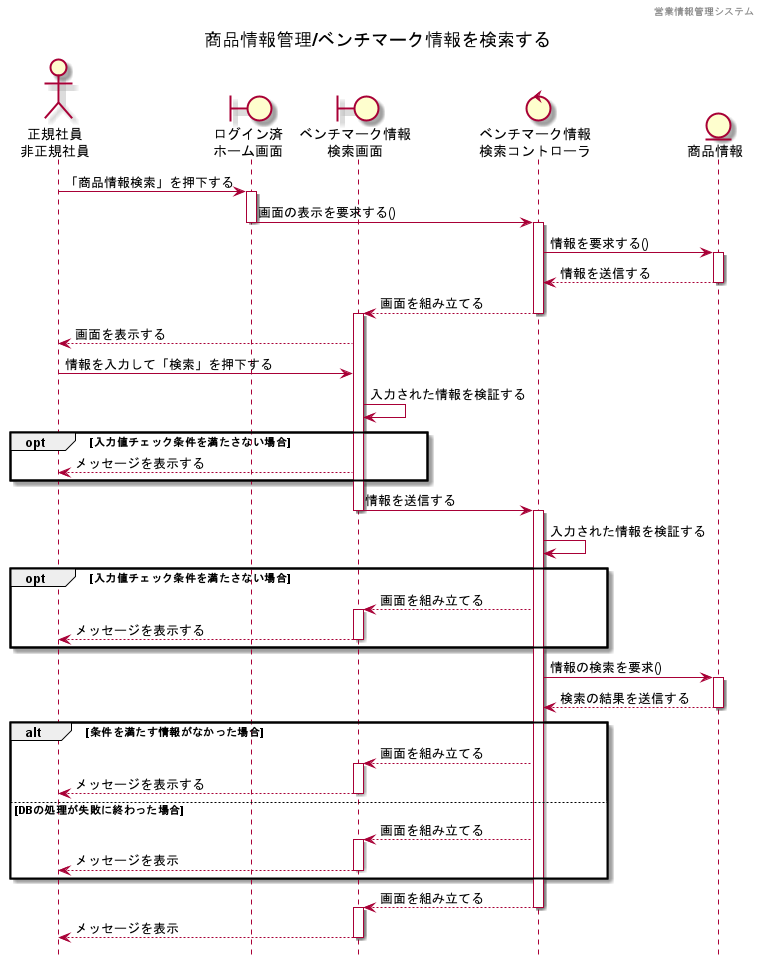 営業情報管理システム
商品情報管理/ベンチマーク情報を検索する
正規社員
非正規社員
ログイン済
ホーム画面
ベンチマーク情報
検索画面
ベンチマーク情報
検索コントローラ
商品情報
「商品情報検索」を押下する
画面の表示を要求する()
情報を要求する()
情報を送信する
画面を組み立てる
画面を表示する
情報を入力して「検索」を押下する
入力された情報を検証する
opt [入力値チェック条件を満たさない場合]
メッセージを表示する
情報を送信する
入力された情報を検証する
opt [入力値チェック条件を満たさない場合]
画面を組み立てる
メッセージを表示する
情報の検索を要求()
検索の結果を送信する
alt [条件を満たす情報がなかった場合]
画面を組み立てる
メッセージを表示する
[DBの処理が失敗に終わった場合]
画面を組み立てる
メッセージを表示
画面を組み立てる
メッセージを表示